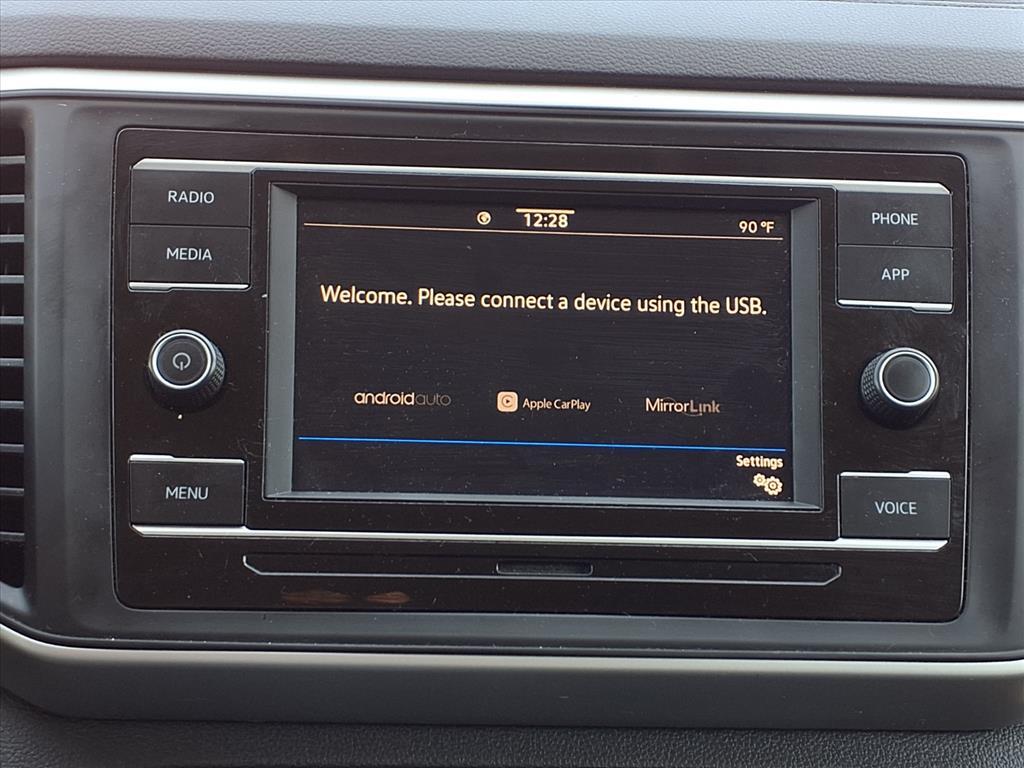 RADIO
MEDIA
MENU
12:28
90 °F
Welcome. Please connect a device using the USB.
androidauto
Apple CarPlay
MirrorLink
Settings
PHONE
APP
VOICE